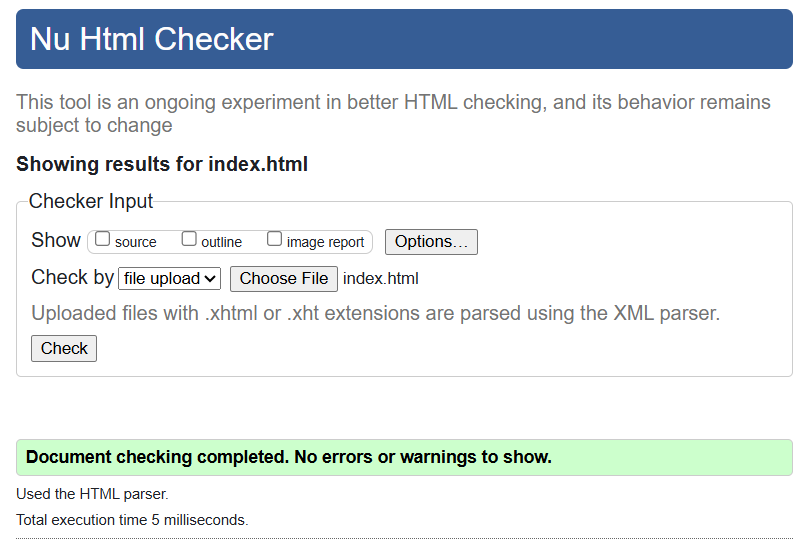 Nu Html Checker
This tool is an ongoing experiment in better HTML checking, and its behavior remains
subject to change
Showing results for index.html
Checker Input
Show source outline image report Options...
Check by file upload Choose File index.html
Uploaded files with .xhtml or .xht extensions are parsed using the XML parser.
Check
Document checking completed. No errors or warnings to show.
Used the HTML parser.
Total execution time 5 milliseconds.